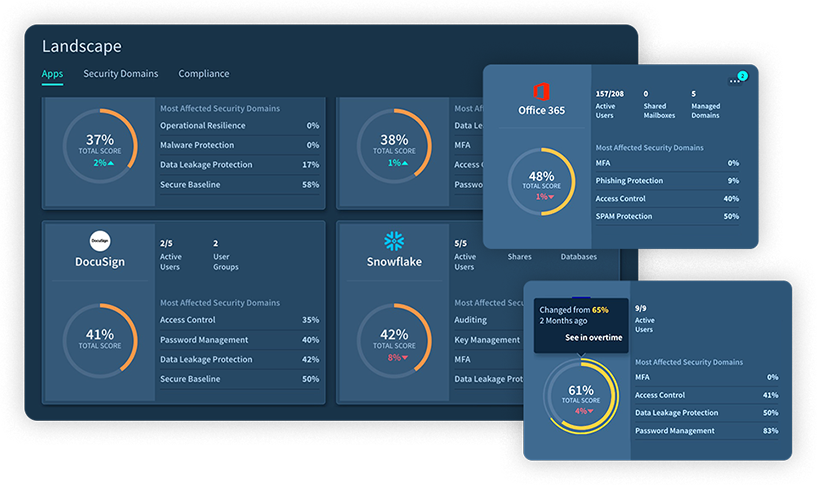 Landscape
Apps Security Domains Compliance
37%
TOTAL SCORE
2%
Most Affected Security Domains
Operational Resilience 0%
Malware Protection 0%
Data Leakage Protection 17%
Secure Baseline 58%
38%
TOTAL SCORE
1%
Most Affected
Data Le
MFA
Access
Passwo
DocuSign
DocuSign
2/5
Active
Users
2
User
Groups
41%
TOTAL SCORE
Most Affected Security Domains
Access Control 35%
Password Management 40%
Data Leakage Protection 42%
Secure Baseline 50%
Snowflake
5/5
Active
Users
Shares
Databases
42%
TOTAL SCORE
8%
Most Affected Secur
Auditing
Key Management
MFA
Data Leakage Prot
2
Office 365
157/208
Active
Users
0
Shared
Mailboxes
5
Managed
Domains
48%
TOTAL SCORE
1%
Most Affected Security Domains
MFA 0%
Phishing Protection 9%
Access Control 40%
SPAM Protection 50%
Changed from 65%
2 Months ago
See in overtime
9/9
Active
Users
61%
TOTAL SCORE
4%
Most Affected Security Domains
MFA 0%
Access Control 41%
Data Leakage Protection 50%
Password Management 83%